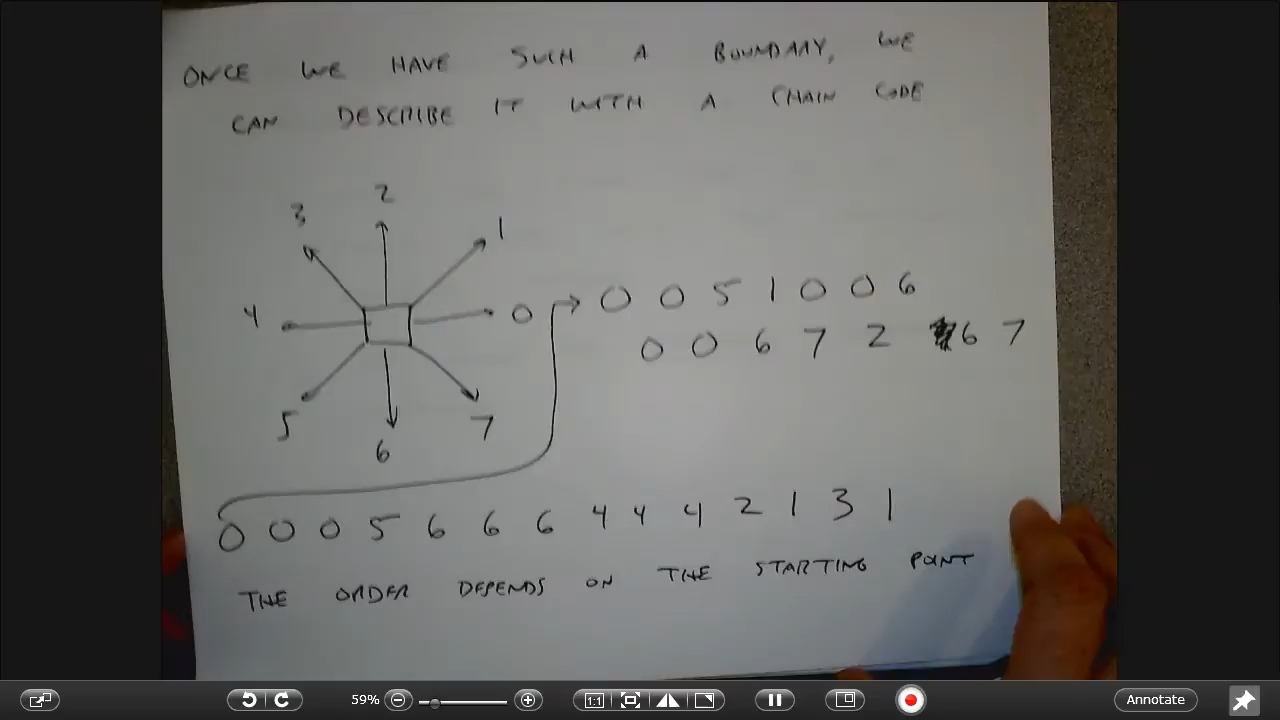 ONCE WE HAVE SUCH A BOUNDARY, WE
CAN DESCRIBE IT WITH A CHAIN CODE
2
3
1
4
0
5
6
7
0 0 5 1 0 0 6
0 0 6 7 2 6 7
0 0 0 5 6 6 6 4 4 4 2 1 3 1
THE ORDER DEPENDS ON THE STARTING POINT
59%
1:1
Annotate